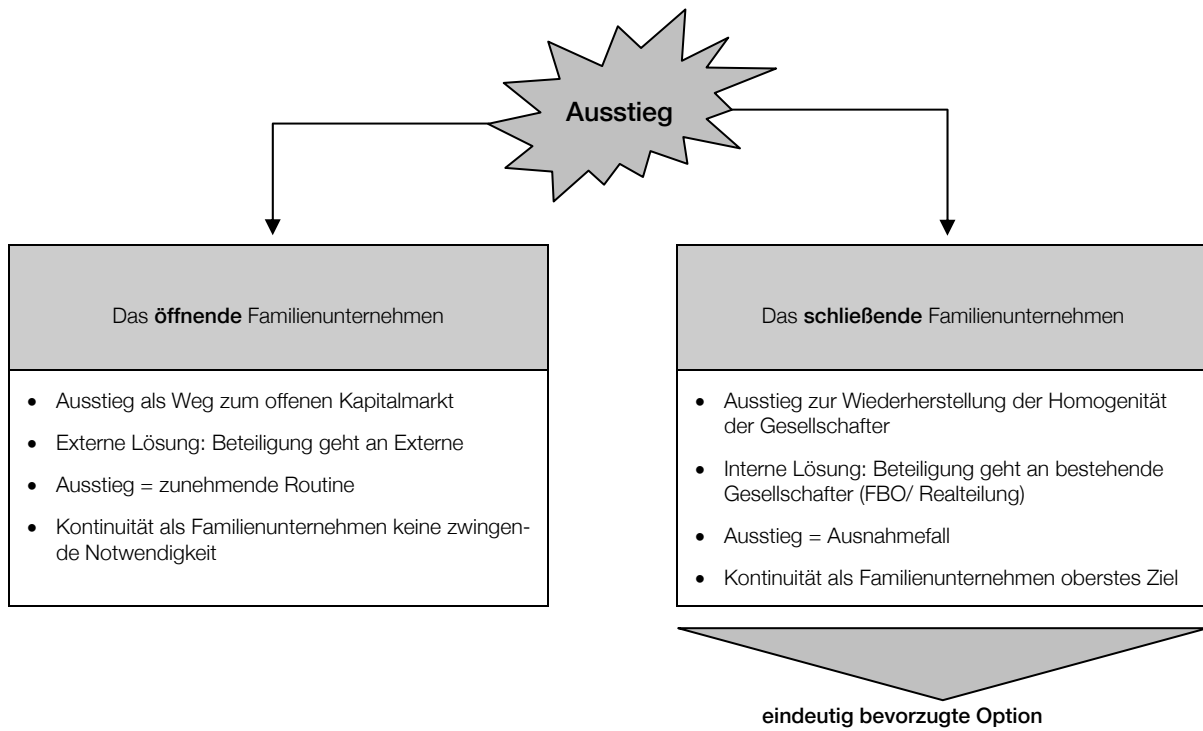 Ausstieg
Das öffnende Familienunternehmen
• Ausstieg als Weg zum offenen Kapitalmarkt
• Externe Lösung: Beteiligung geht an Externe
• Ausstieg = zunehmende Routine
• Kontinuität als Familienunternehmen keine zwingen-
de Notwendigkeit
Das schließende Familienunternehmen
• Ausstieg zur Wiederherstellung der Homogenität
der Gesellschafter
• Interne Lösung: Beteiligung geht an bestehende
Gesellschafter (FBO/ Realteilung)
• Ausstieg = Ausnahmefall
• Kontinuität als Familienunternehmen oberstes Ziel
eindeutig bevorzugte Option